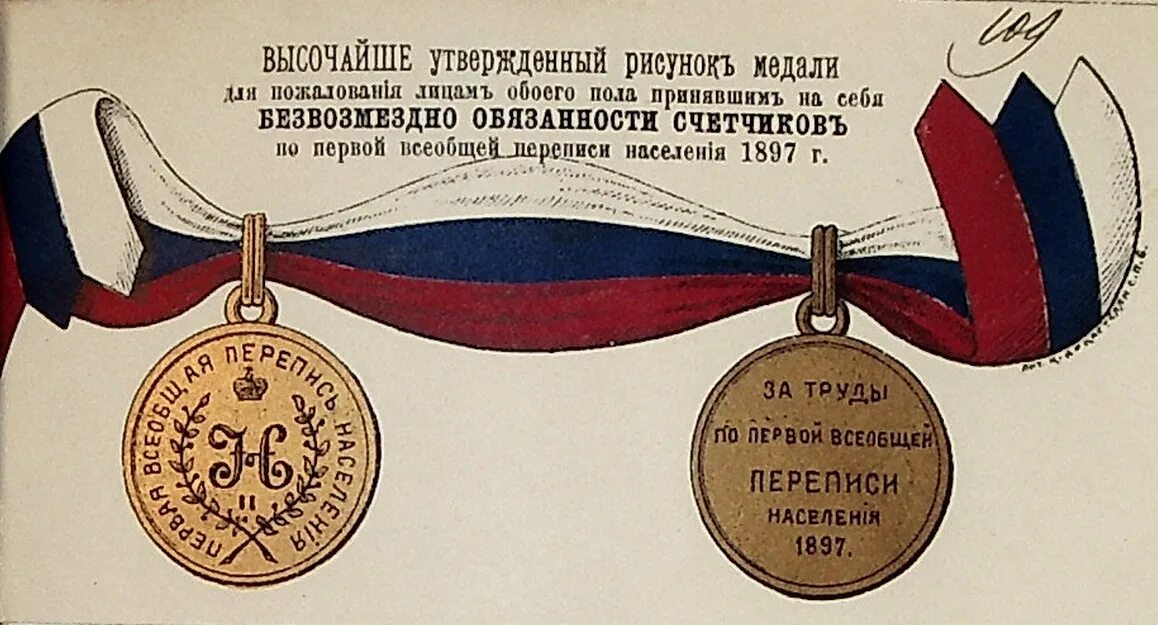 ВЫСОЧАЙШЕ утвержденный рисунокъ медали
для пожалованія лицамъ обоего пола принявшимъ на себя
БЕЗВОЗМЕЗДНО ОБЯЗАННОСТИ СЧЕТЧИКОВЪ
по первой всеобщей переписи населенія 1897 г.
ПЕРВАЯ ВСЕОБЩАЯ ПЕРЕПИСЬ НАСЕЛЕНІЯ
Н
II
ЗА ТРУДЫ
ПО ПЕРВОЙ ВСЕОБЩЕЙ
ПЕРЕПИСИ
НАСЕЛЕНІЯ
1897.
С.П.Б.